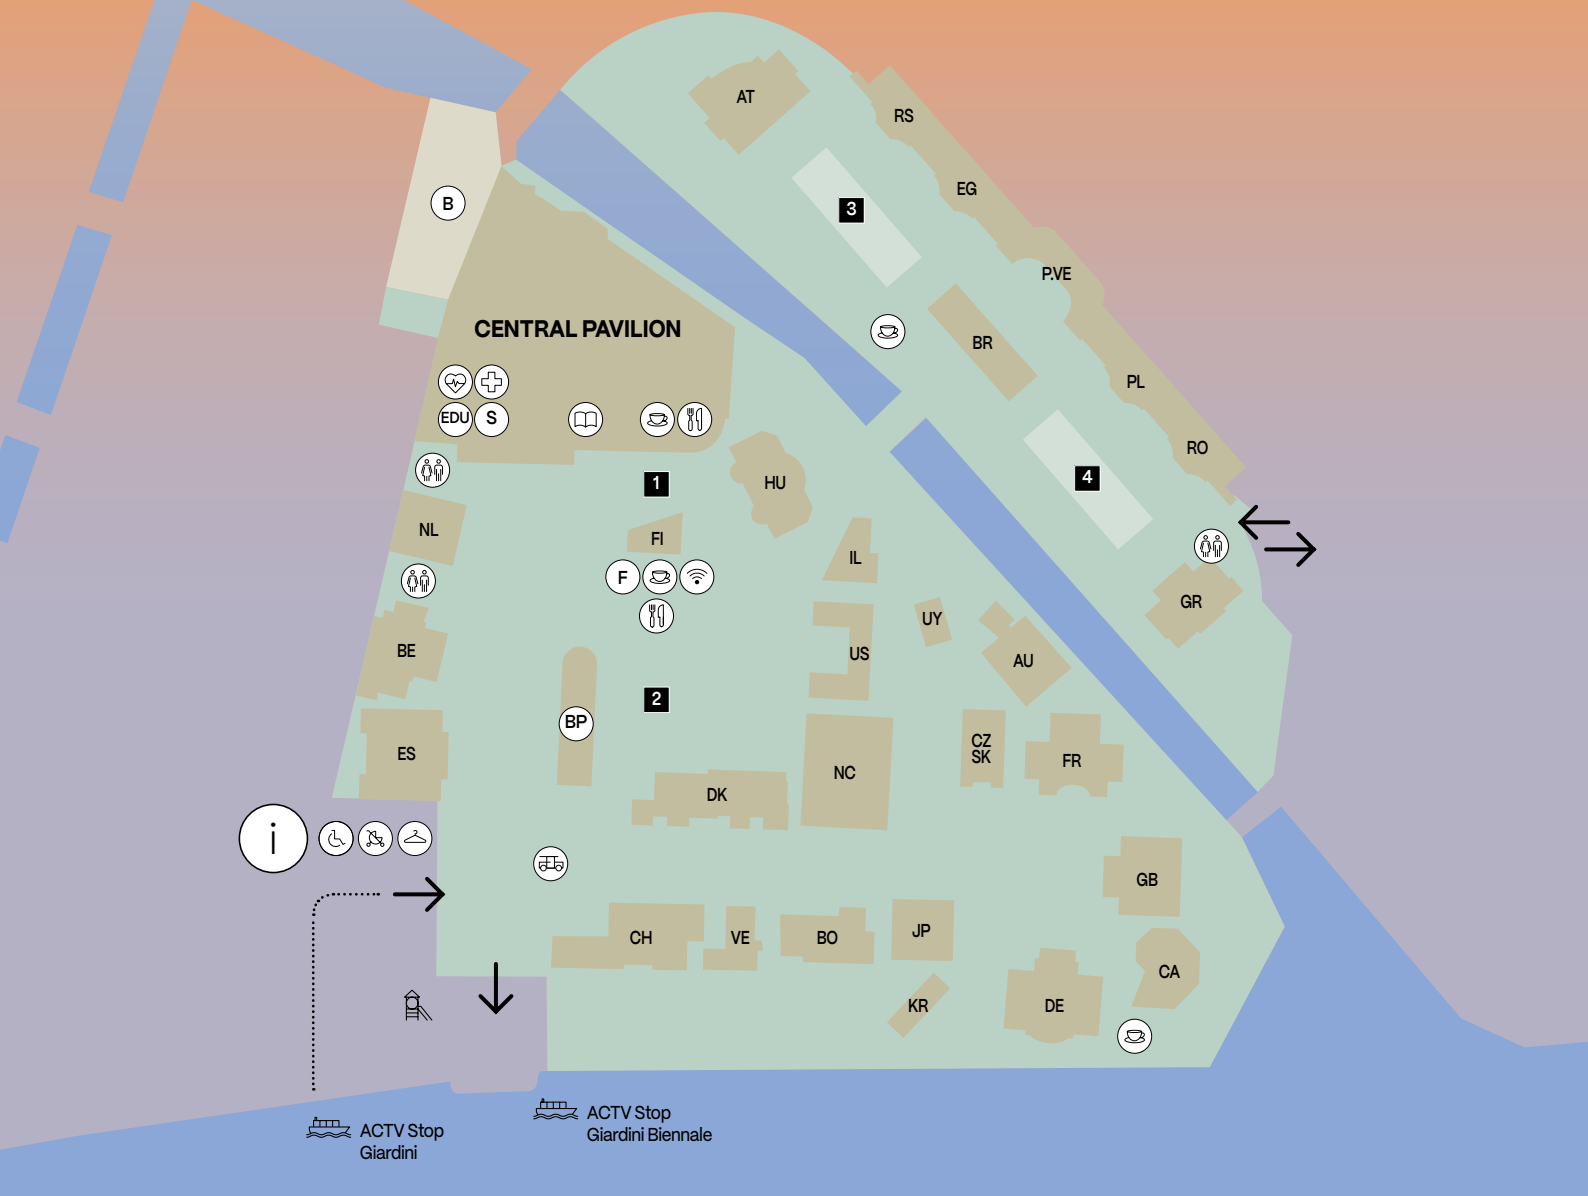 AT
RS
EG
B
3
P.VE
CENTRAL PAVILION
BR
PL
EDU
S
RO
4
1
HU
NL
FI
IL
F
GR
UY
BE
US
AU
2
BP
ES
CZ
SK
FR
NC
DK
i
GB
CH
VE
BO
JP
CA
KR
DE
ACTV Stop
Giardini Biennale
ACTV Stop
Giardini